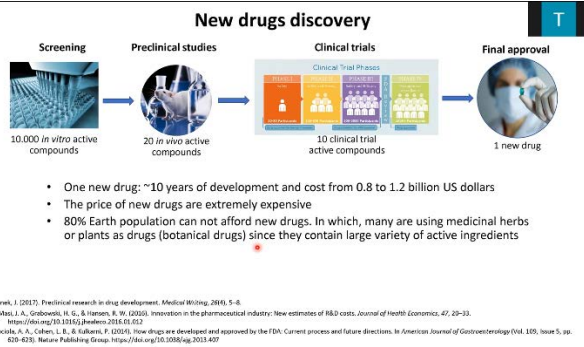 New drugs discovery
T
Screening
Preclinical studies
Clinical trials
Final approval
Clinical Trial Phases
PHASE I
PHASE II
PHASE III
10.000 in vitro active
compounds
20 in vivo active
compounds
10 clinical trial
active compounds
1 new drug
• One new drug: ~10 years of development and cost from 0.8 to 1.2 billion US dollars
• The price of new drugs are extremely expensive
• 80% Earth population can not afford new drugs. In which, many are using medicinal herbs
or plants as drugs (botanical drugs) since they contain large variety of active ingredients
nek, J. (2017). Preclinical research in drug development. Medical Writing, 26(4), 5–8.
Masi, J. A., Grabowski, H. G., & Hansen, R. W. (2016). Innovation in the pharmaceutical industry: New estimates of R&D costs. Journal of Health Economics, 47, 20–33.
https://doi.org/10.1016/j.jhealeco.2016.01.012
ciola, A. A., Cohen, L. B., & Kulkarni, P. (2014). How drugs are developed and approved by the FDA: Current process and future directions. In American Journal of Gastroenterology (Vol. 109, Issue 5, pp.
620–623). Nature Publishing Group. https://doi.org/10.1038/ajg.2013.407